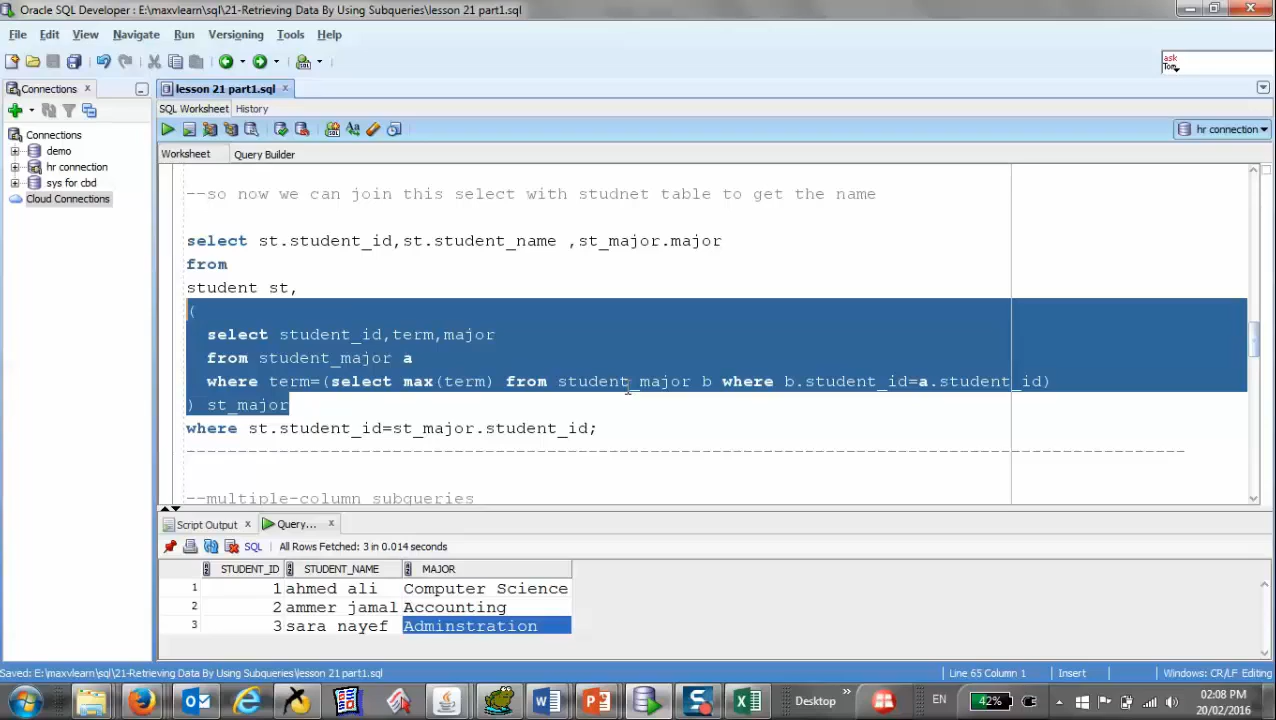 Oracle SQL Developer : E:\maxvlearn\sql\21-Retrieving Data By Using Subqueries\lesson 21 part1.sql
File Edit View Navigate Run Versioning Tools Help
ask
Tom
Connections
lesson 21 part1.sql
SQL Worksheet History
hr connection
Connections
demo
hr connection
sys for cbd
Cloud Connections
Worksheet Query Builder
--so now we can join this select with studnet table to get the name
select st.student_id,st.student_name ,st_major.major
from
student st,
(
select student_id,term,major
from student_major a
where term=(select max(term) from student_major b where b.student_id=a.student_id)
) st_major
where st.student_id=st_major.student_id;
------------------------------------------------------------------------------------------------
--multiple-column subqueries
Script Output Query...
SQL All Rows Fetched: 3 in 0.014 seconds
STUDENT_ID STUDENT_NAME MAJOR
1 1 ahmed ali Computer Science
2 2 ammer jamal Accounting
3 3 sara nayef Adminstration
Saved: E:\maxvlearn\sql\21-Retrieving Data By Using Subqueries\lesson 21 part1.sql
Line 65 Column 1 Insert Windows: CR/LF Editing
Desktop EN 42% 02:08 PM
20/02/2016